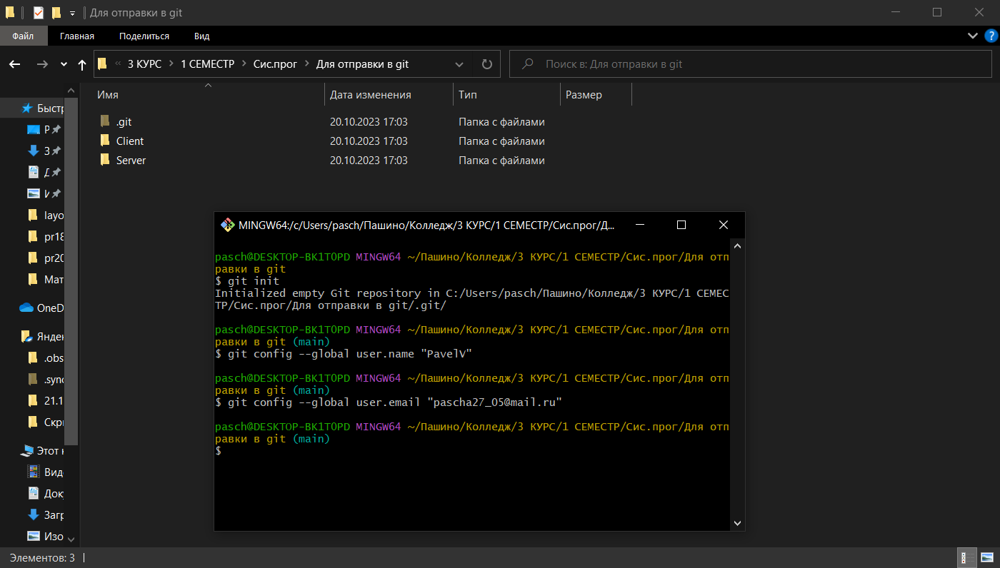 Для отправки в git
Файл Главная Поделиться Вид ?
« 3 КУРС > 1 СЕМЕСТР > Сис.прог > Для отправки в git
Поиск в: Для отправки в git
Имя Дата изменения Тип Размер
.git 20.10.2023 17:03 Папка с файлами
Client 20.10.2023 17:03 Папка с файлами
Server 20.10.2023 17:03 Папка с файлами
Быстр
Р
З
Д
И
layo
pr18
pr20
Мат
OneD
Яндек
.obs
.sync
21.1
Скри
Этот к
Виде
Доку
Загр
Изо
MINGW64:/c/Users/pasch/Пашино/Колледж/3 КУРС/1 СЕМЕСТР/Сис.прог/Д...
pasch@DESKTOP-BK1T0PD MINGW64 ~/Пашино/Колледж/3 КУРС/1 СЕМЕСТР/Сис.прог/Для отп
равки в git
$ git init
Initialized empty Git repository in C:/Users/pasch/Пашино/Колледж/3 КУРС/1 СЕМЕС
ТР/Сис.прог/Для отправки в git/.git/
pasch@DESKTOP-BK1T0PD MINGW64 ~/Пашино/Колледж/3 КУРС/1 СЕМЕСТР/Сис.прог/Для отп
равки в git (main)
$ git config --global user.name "PavelV"
pasch@DESKTOP-BK1T0PD MINGW64 ~/Пашино/Колледж/3 КУРС/1 СЕМЕСТР/Сис.прог/Для отп
равки в git (main)
$ git config --global user.email "pascha27_05@mail.ru"
pasch@DESKTOP-BK1T0PD MINGW64 ~/Пашино/Колледж/3 КУРС/1 СЕМЕСТР/Сис.прог/Для отп
равки в git (main)
$
Элементов: 3